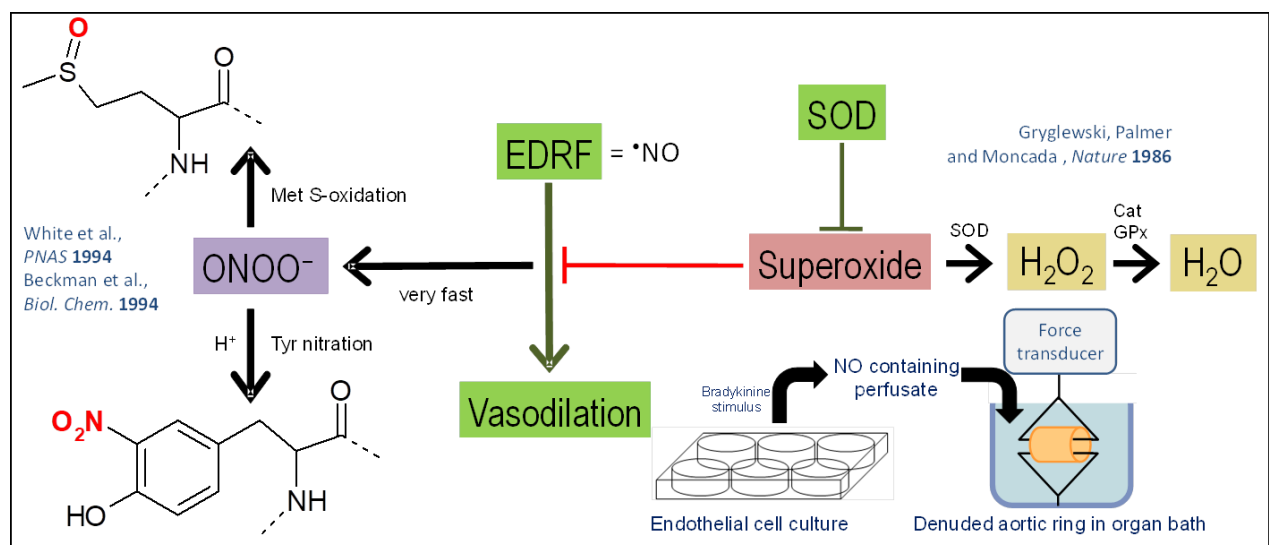 O
S
O
NH
Met S-oxidation
White et al.,
PNAS 1994
Beckman et al.,
Biol. Chem. 1994
ONOO⁻
H⁺ Tyr nitration
O₂N
HO
O
NH
EDRF = •NO
very fast
Vasodilation
SOD
Gryglewski, Palmer
and Moncada , Nature 1986
Superoxide
SOD
H₂O₂
Cat
GPx
H₂O
Bradykinine
stimulus
NO containing
perfusate
Force
transducer
Endothelial cell culture
Denuded aortic ring in organ bath